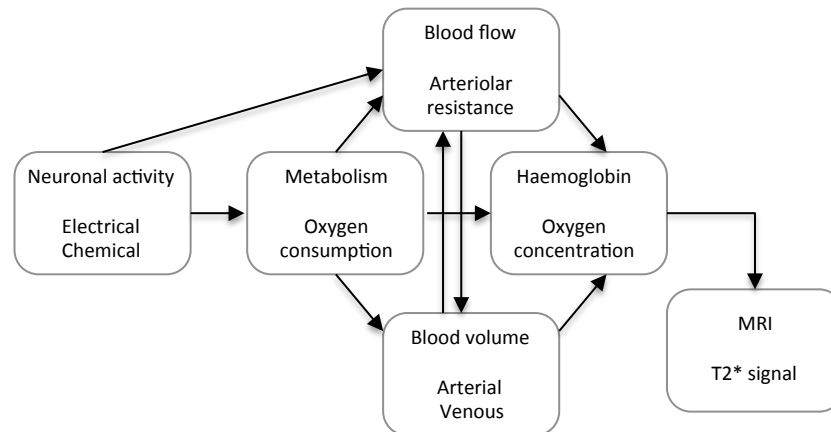 Blood flow
Arteriolar
resistance
Neuronal activity
Electrical
Chemical
Metabolism
Oxygen
consumption
Haemoglobin
Oxygen
concentration
Blood volume
Arterial
Venous
MRI
T2* signal